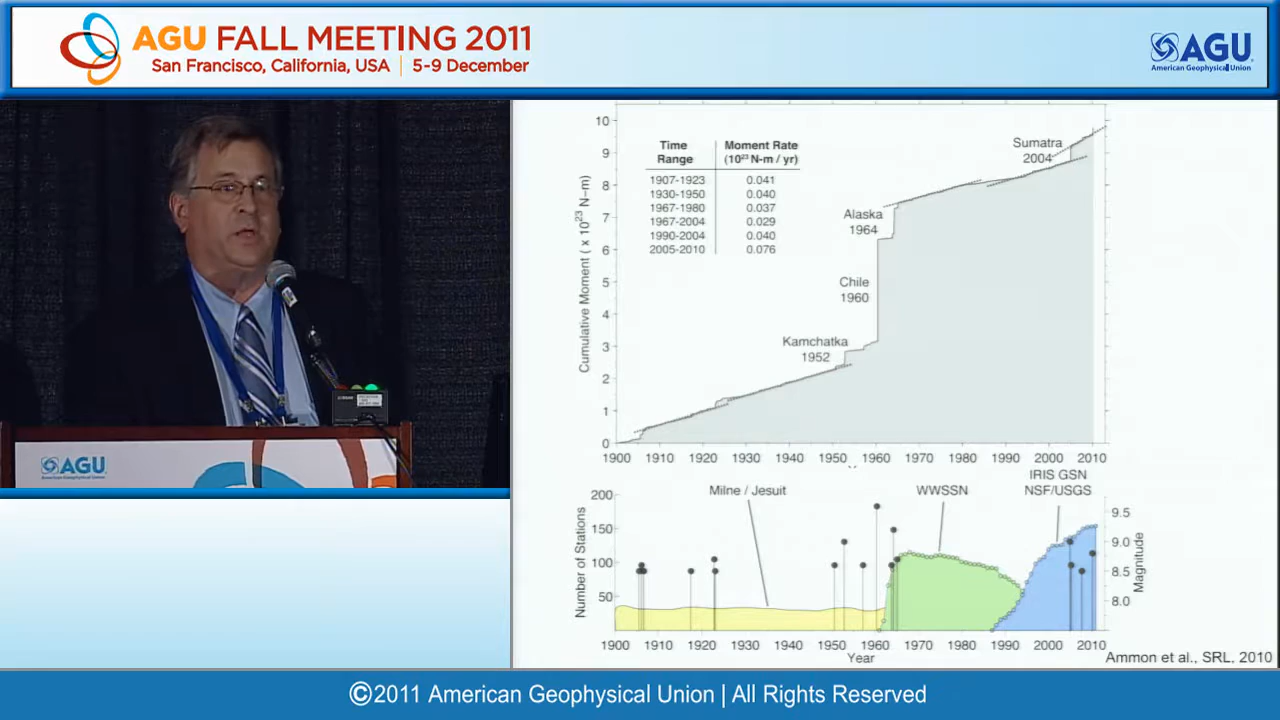 AGU FALL MEETING 2011
San Francisco, California, USA | 5-9 December
AGU
American Geophysical Union
AGU
Time Range | Moment Rate (10²³ N-m / yr)
1907-1923 0.041
1930-1950 0.040
1967-1980 0.037
1967-2004 0.029
1990-2004 0.040
2005-2010 0.076
Cumulative Moment ( x 10²³ N–m)
10
9
8
7
6
5
4
3
2
1
0
Sumatra
2004
Alaska
1964
Chile
1960
Kamchatka
1952
1900 1910 1920 1930 1940 1950 1960 1970 1980 1990 2000 2010
Milne / Jesuit
WWSSN
IRIS GSN
NSF/USGS
Number of Stations
200
150
100
50
9.5
9.0
8.5
8.0
Magnitude
1900 1910 1920 1930 1940 1950 1960 1970 1980 1990 2000 2010
Year
Ammon et al., SRL, 2010
©2011 American Geophysical Union | All Rights Reserved